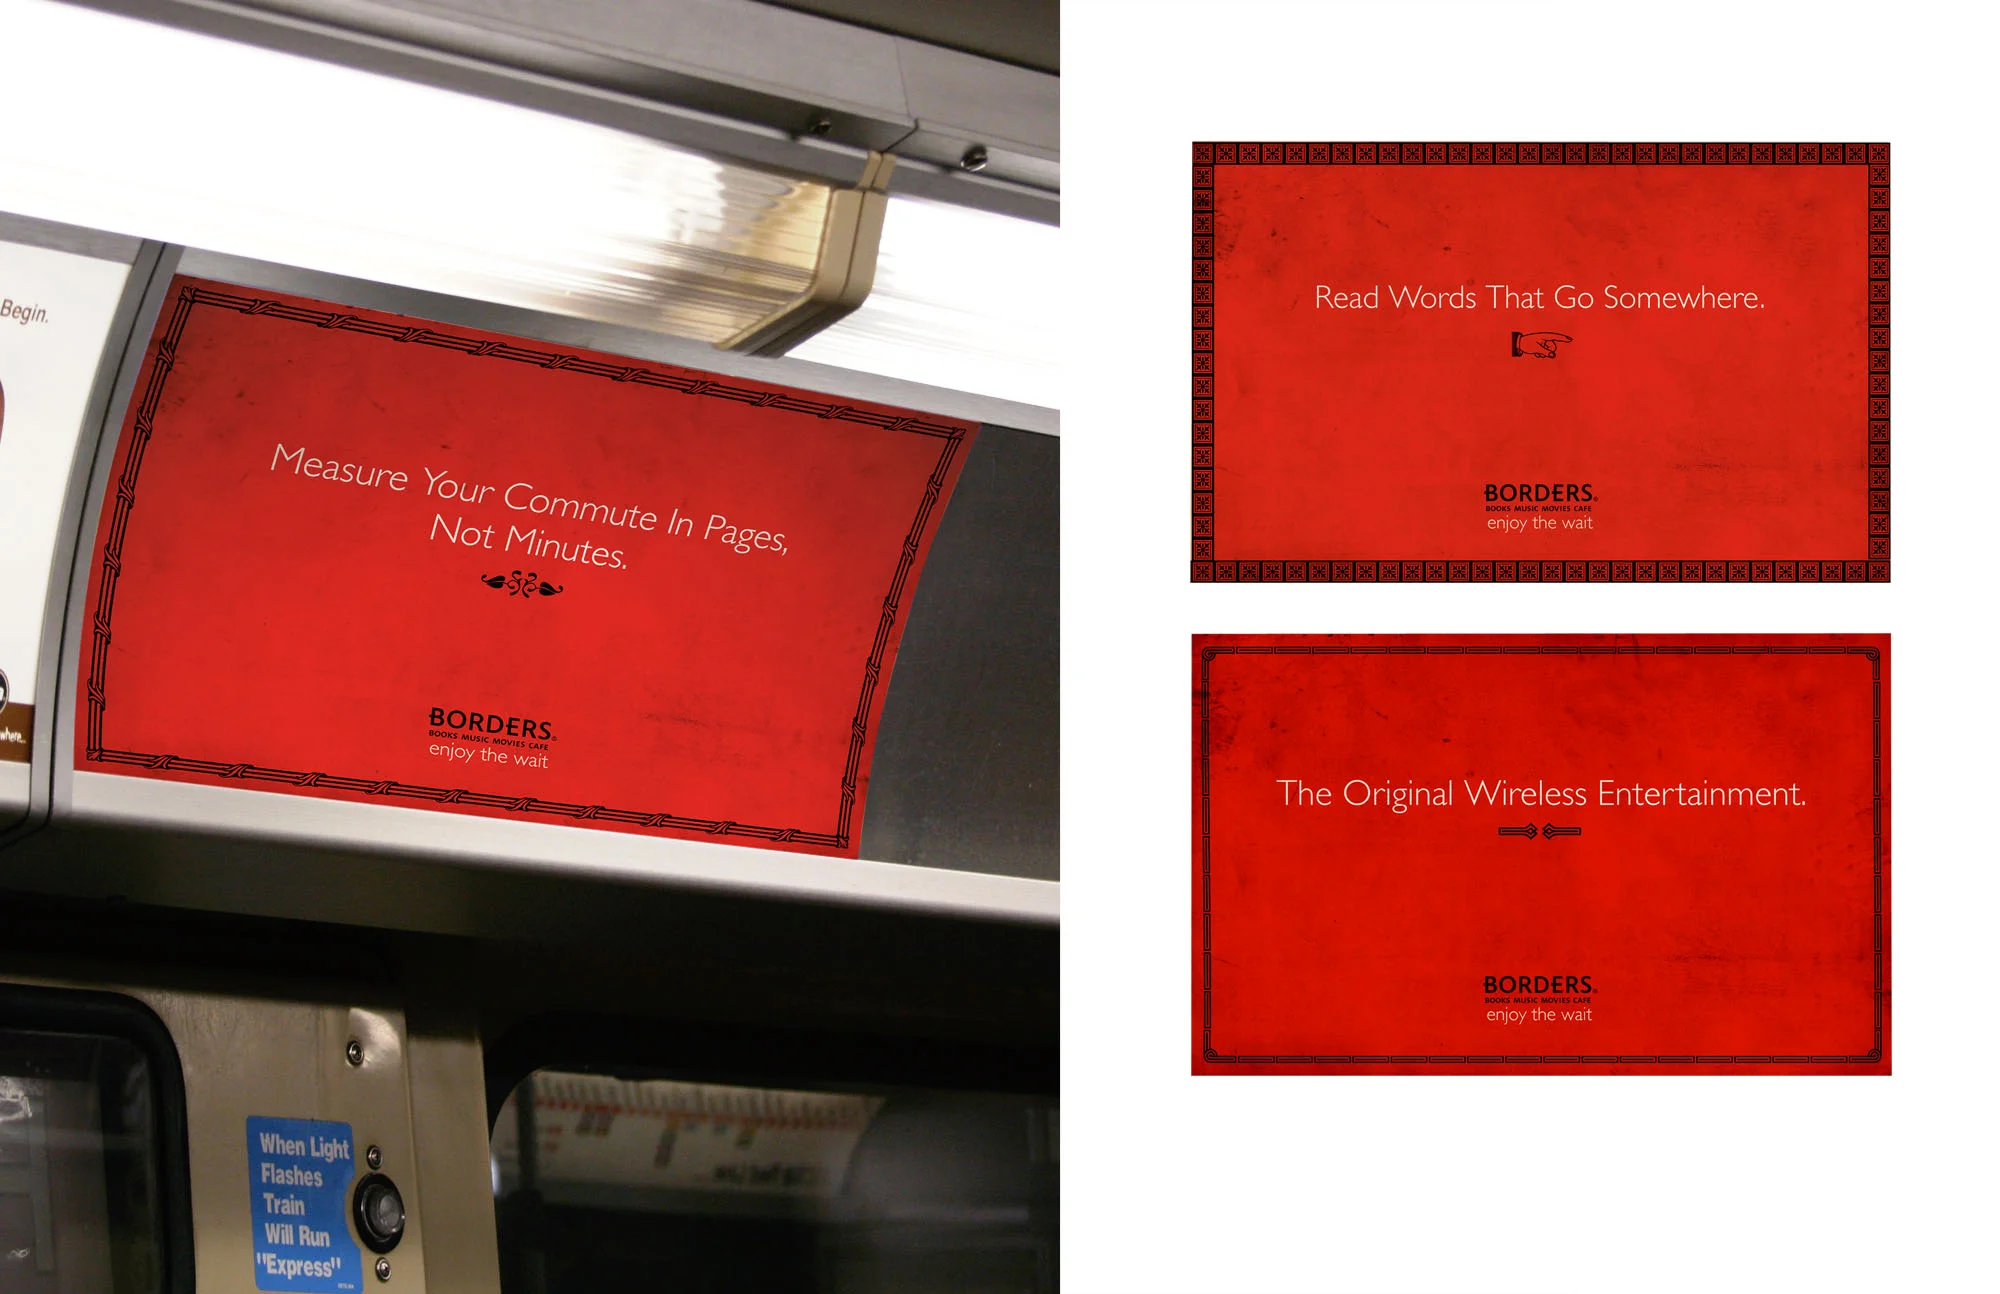 Begin.
Measure Your Commute In Pages,
Not Minutes.
BORDERS®
BOOKS MUSIC MOVIES CAFE
enjoy the wait
When Light
Flashes
Train
Will Run
"Express"
Read Words That Go Somewhere.
BORDERS®
BOOKS MUSIC MOVIES CAFE
enjoy the wait
The Original Wireless Entertainment.
BORDERS®
BOOKS MUSIC MOVIES CAFE
enjoy the wait